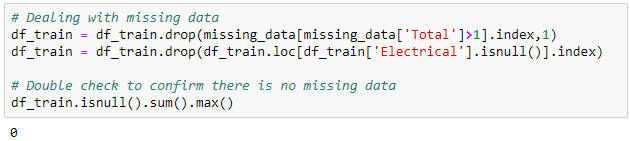 # Dealing with missing data
df_train = df_train.drop(missing_data[missing_data['Total']>1].index,1)
df_train = df_train.drop(df_train.loc[df_train['Electrical'].isnull()].index)
# Double check to confirm there is no missing data
df_train.isnull().sum().max()
0